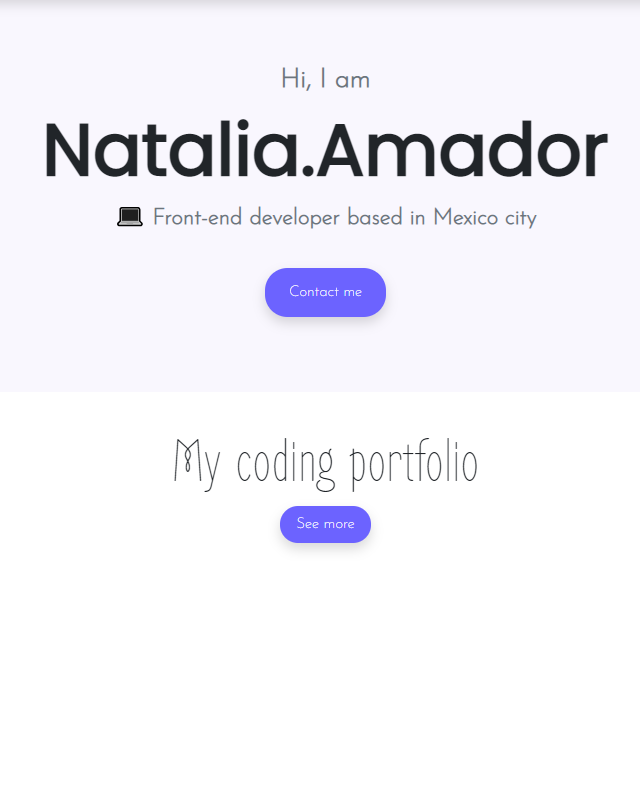 Hi, I am
Natalia.Amador
💻 Front-end developer based in Mexico city
Contact me
My coding portfolio
See more